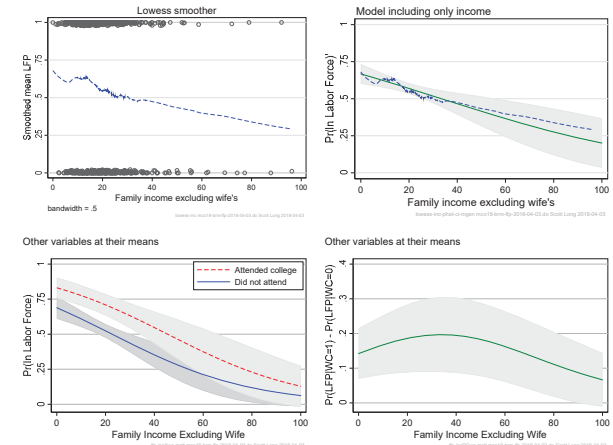 Lowess smoother
Smoothed mean LFP
0
.25
.5
.75
1
0
20
40
60
80
100
Family income excluding wife's
bandwidth = .5
Model including only income
Pr(In Labor Force)'
0
.25
.5
.75
1
0
20
40
60
80
100
Family income excluding wife's
Other variables at their means
Pr(In Labor Force)
0
.25
.5
.75
1
Attended college
Did not attend
0
20
40
60
80
100
Family Income Excluding Wife
Other variables at their means
Pr(LFP|WC=1) - Pr(LFP|WC=0)
0
.1
.2
.3
.4
0
20
40
60
80
100
Family Income Excluding Wife